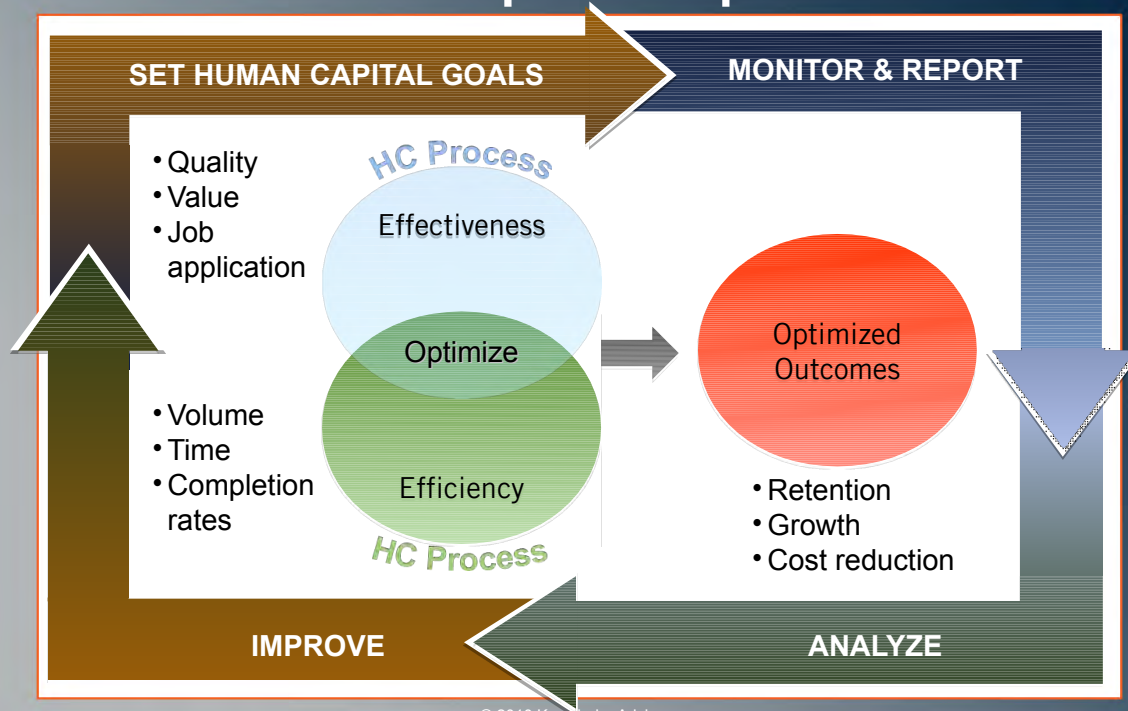 SET HUMAN CAPITAL GOALS
MONITOR & REPORT
• Quality
• Value
• Job
application
HC Process
Effectiveness
Optimize
Optimized
Outcomes
• Volume
• Time
• Completion
rates
Efficiency
HC Process
• Retention
• Growth
• Cost reduction
IMPROVE
ANALYZE